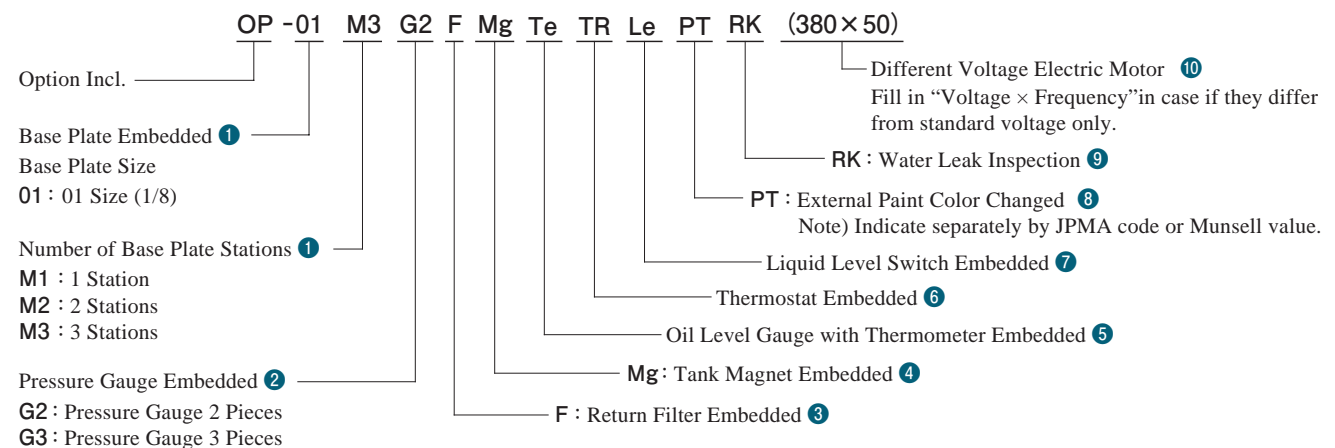 OP-01 M3 G2 F Mg Te TR Le PT RK (380×50)
Option Incl.
Base Plate Embedded ❶
Base Plate Size
01 : 01 Size (1/8)
Number of Base Plate Stations ❶
M1 : 1 Station
M2 : 2 Stations
M3 : 3 Stations
Pressure Gauge Embedded ❷
G2 : Pressure Gauge 2 Pieces
G3 : Pressure Gauge 3 Pieces
Different Voltage Electric Motor ❿
Fill in “Voltage × Frequency”in case if they differ
from standard voltage only.
RK : Water Leak Inspection ❾
PT : External Paint Color Changed ❽
Note) Indicate separately by JPMA code or Munsell value.
Liquid Level Switch Embedded ❼
Thermostat Embedded ❻
Oil Level Gauge with Thermometer Embedded ❺
Mg : Tank Magnet Embedded ❹
F : Return Filter Embedded ❸